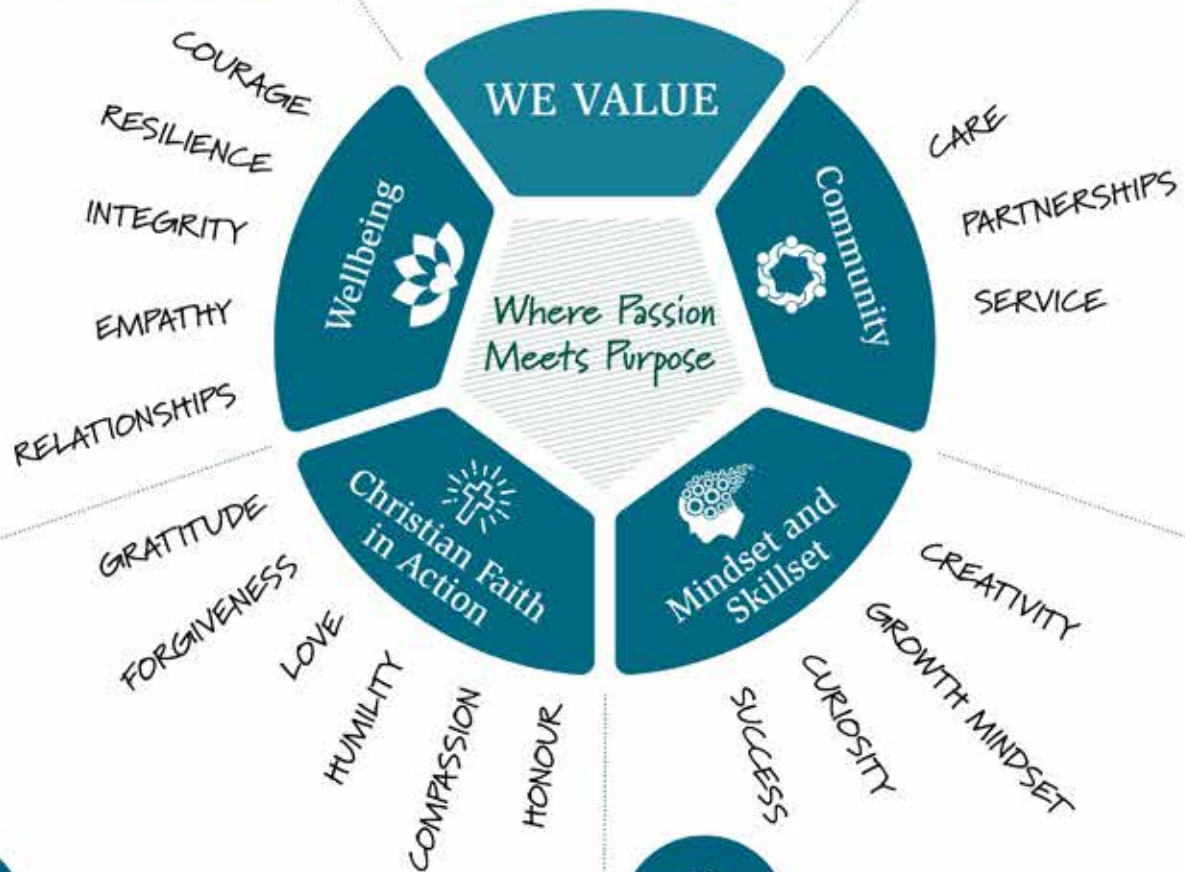 WE VALUE
Community
CARE
PARTNERSHIPS
SERVICE
Mindset and
Skillset
CREATIVITY
GROWTH MINDSET
CURIOSITY
SUCCESS
Christian Faith
in Action
HONOUR
COMPASSION
HUMILITY
LOVE
FORGIVENESS
GRATITUDE
Wellbeing
RELATIONSHIPS
EMPATHY
INTEGRITY
RESILIENCE
COURAGE
Where Passion
Meets Purpose